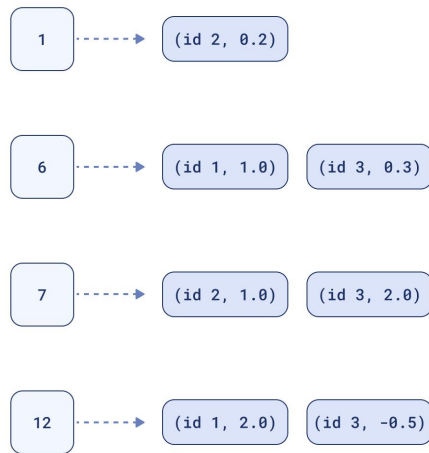 1 (id 2, 0.2)
6 (id 1, 1.0) (id 3, 0.3)
7 (id 2, 1.0) (id 3, 2.0)
12 (id 1, 2.0) (id 3, -0.5)